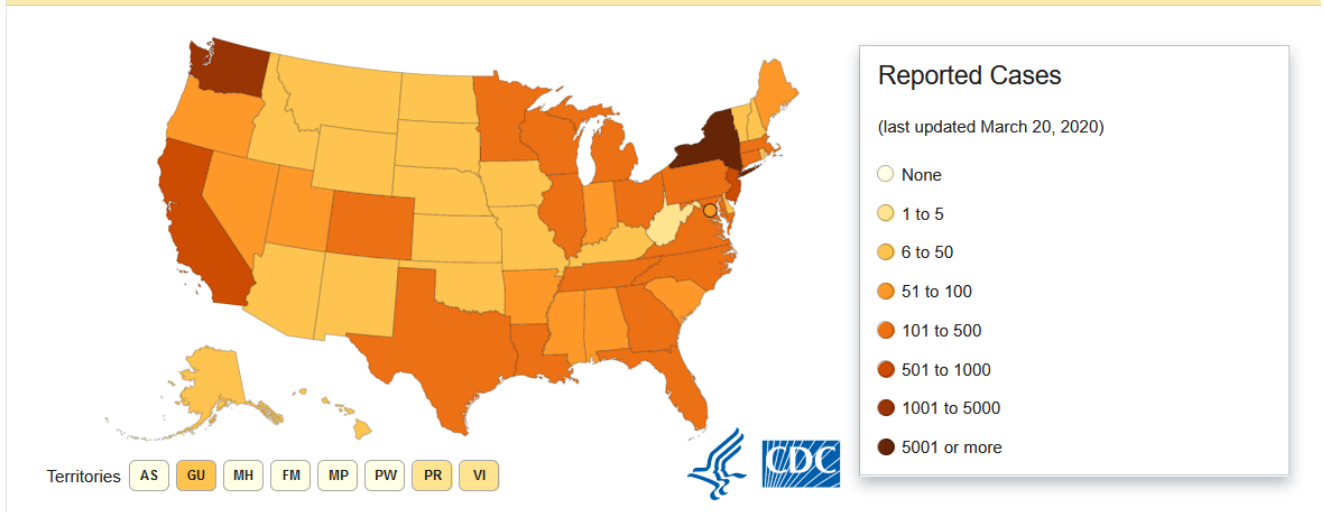 Reported Cases
(last updated March 20, 2020)
None
1 to 5
6 to 50
51 to 100
101 to 500
501 to 1000
1001 to 5000
5001 or more
Territories AS GU MH FM MP PW PR VI
CDC